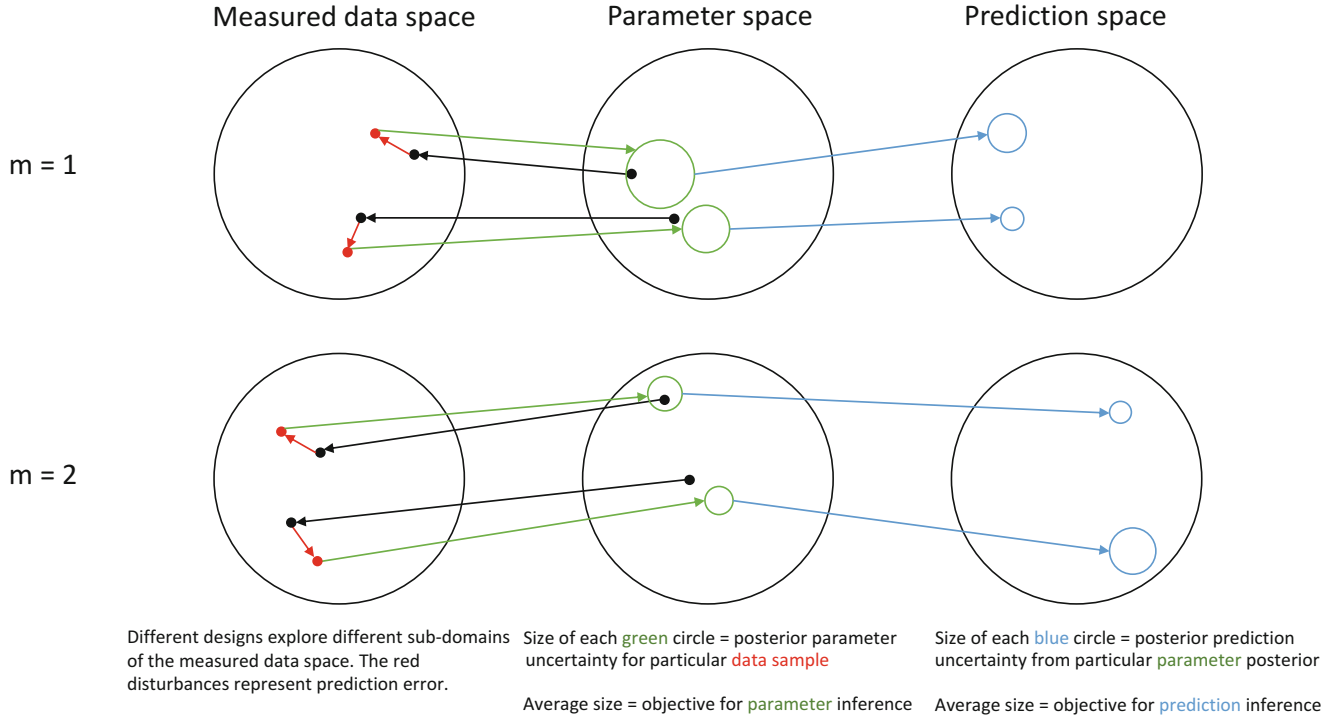 Measured data space
Parameter space
Prediction space
m = 1
m = 2
Different designs explore different sub-domains
of the measured data space. The red
disturbances represent prediction error.
Size of each green circle = posterior parameter
uncertainty for particular data sample
Average size = objective for parameter inference
Size of each blue circle = posterior prediction
uncertainty from particular parameter posterior
Average size = objective for prediction inference